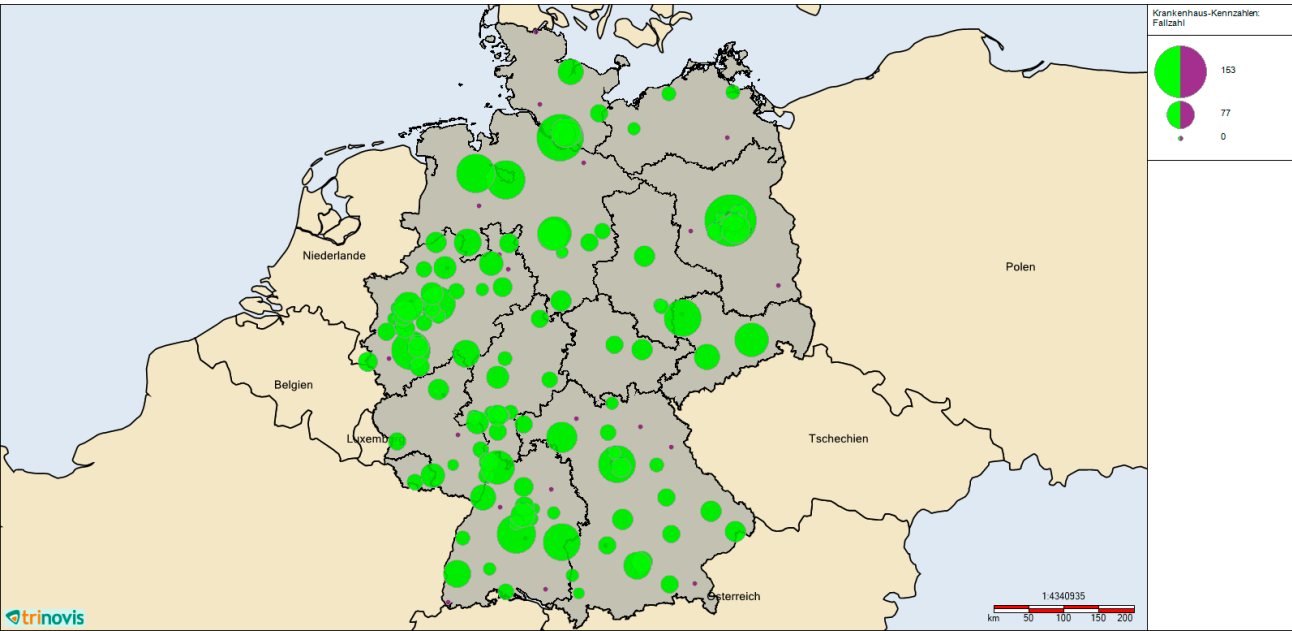 Krankenhaus-Kennzahlen:
Fallzahl
153
77
0
Niederlande
Polen
Belgien
Luxemburg
Tschechien
Österreich
1:4340935
km 50 100 150 200
trinovis